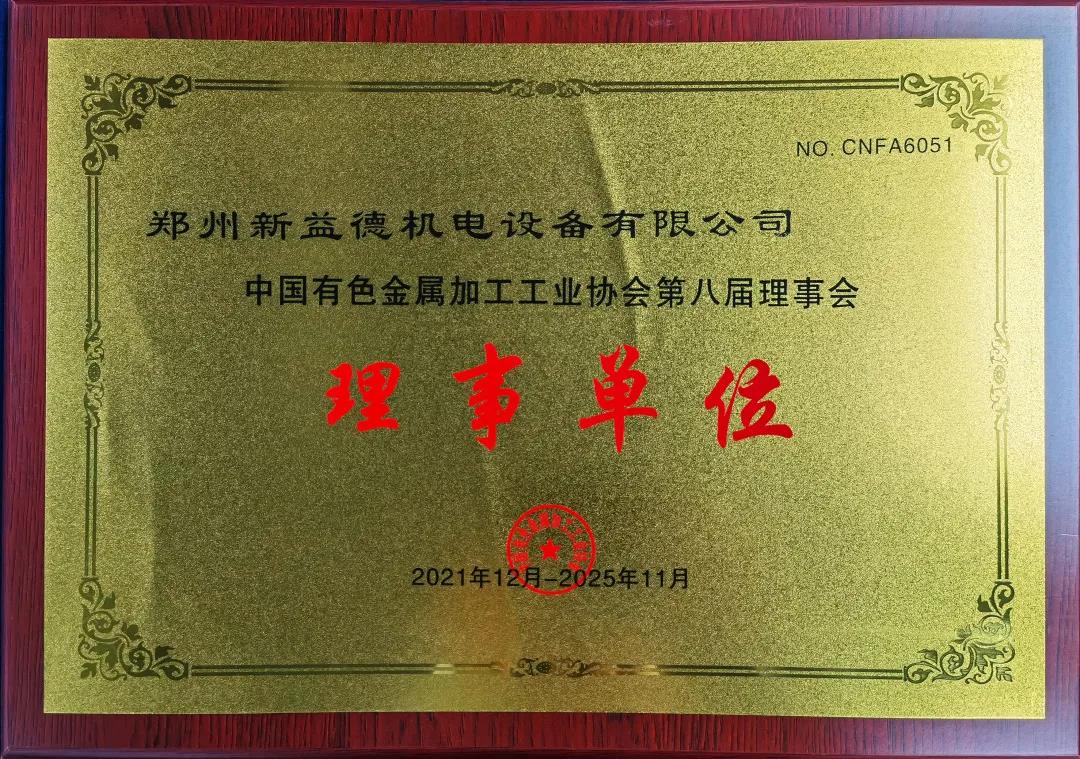 NO. CNFA6051
郑州新益德机电设备有限公司
中国有色金属加工工业协会第八届理事会
理事单位
2021年12月-2025年11月